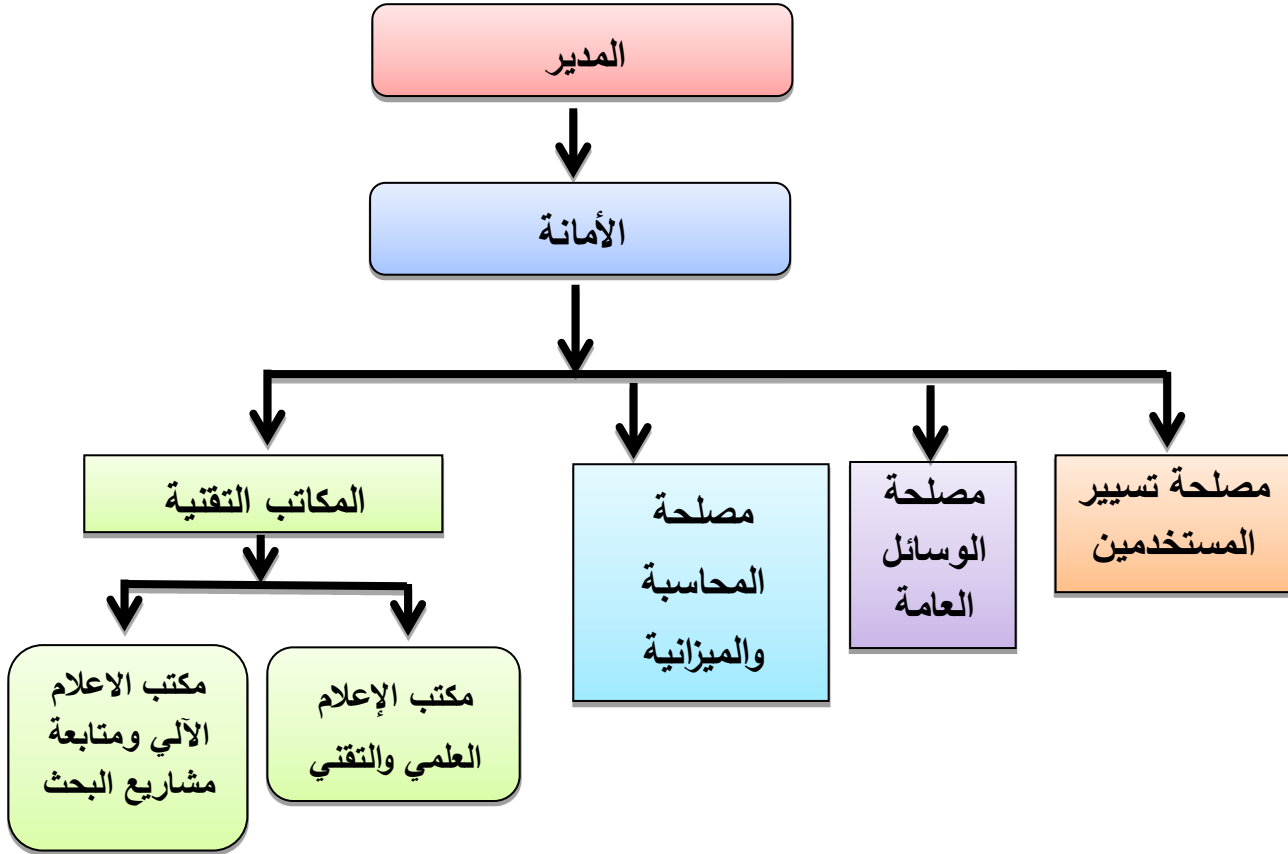 المدير
الأمانة
مصلحة تسيير
المستخدمين
مصلحة
الوسائل
العامة
مصلحة
المحاسبة
والميزانية
المكاتب التقنية
مكتب الإعلام
العلمي والتقني
مكتب الاعلام
الآلي ومتابعة
مشاريع البحث